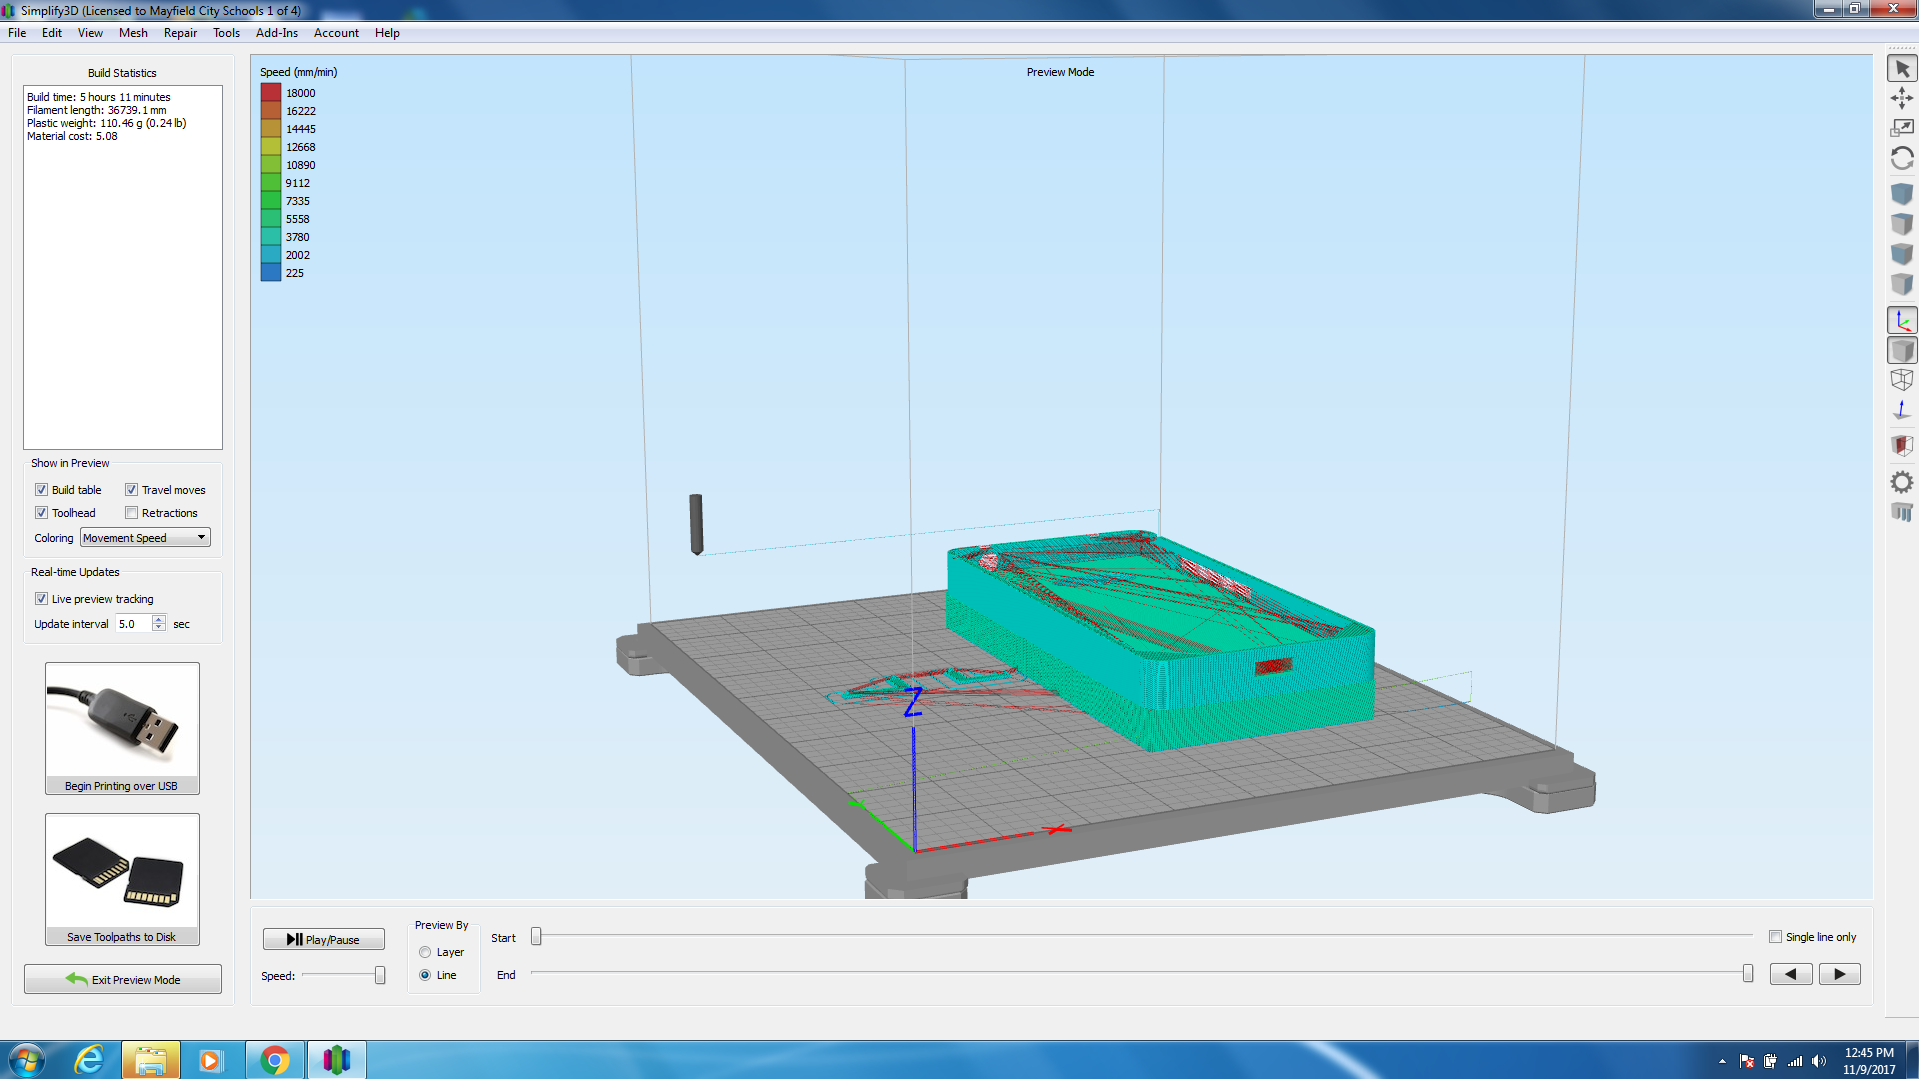 Simplify3D (Licensed to Mayfield City Schools 1 of 4)
File Edit View Mesh Repair Tools Add-Ins Account Help
Build Statistics
Build time: 5 hours 11 minutes
Filament length: 36739.1 mm
Plastic weight: 110.46 g (0.24 lb)
Material cost: 5.08
Show in Preview
Build table Travel moves
Toolhead Retractions
Coloring Movement Speed
Real-time Updates
Live preview tracking
Update interval 5.0 sec
Begin Printing over USB
Save Toolpaths to Disk
Exit Preview Mode
Speed (mm/min)
18000
16222
14445
12668
10890
9112
7335
5558
3780
2002
225
Preview Mode
Z
Play/Pause
Speed:
Preview By
Layer
Line
Start
End
Single line only
12:45 PM
11/9/2017